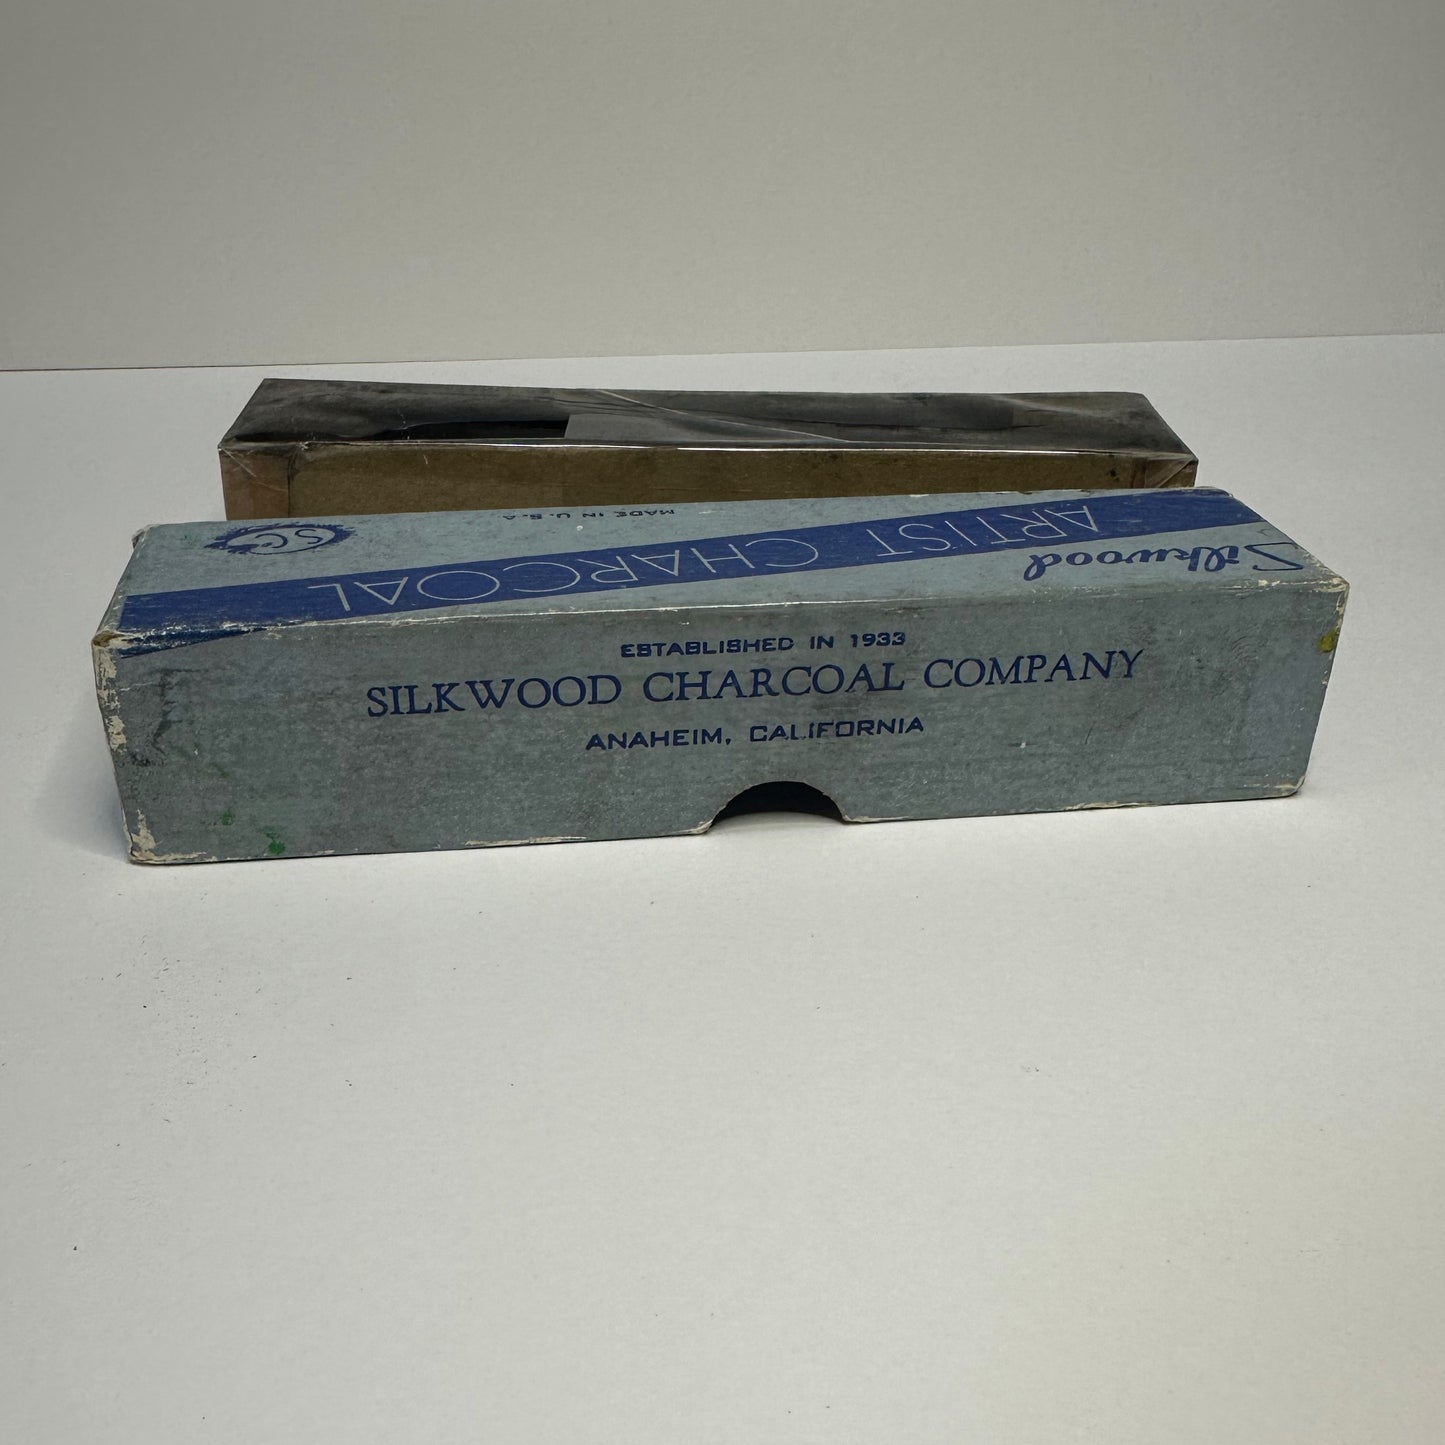 Silkwood
ARTIST CHARCOAL
MADE IN U.S.A
SC
ESTABLISHED IN 1933
SILKWOOD CHARCOAL COMPANY
ANAHEIM, CALIFORNIA